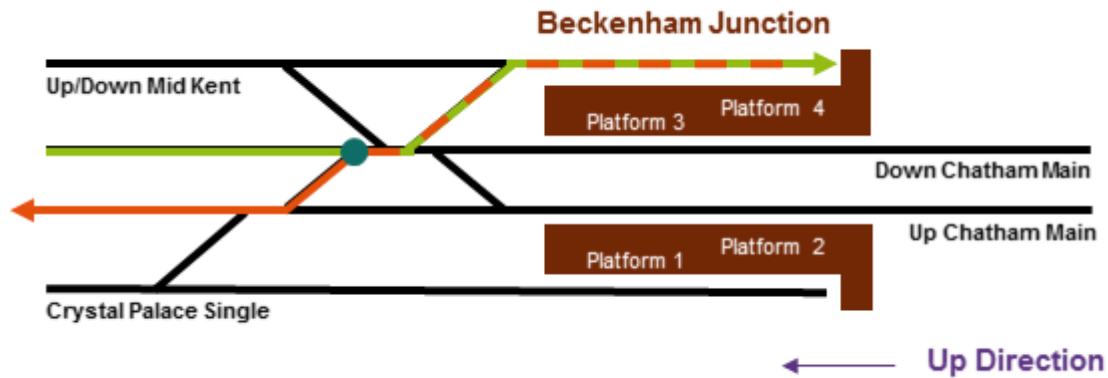 Beckenham Junction
Up/Down Mid Kent
Platform 4
Platform 3
Down Chatham Main
Up Chatham Main
Platform 2
Platform 1
Crystal Palace Single
Up Direction